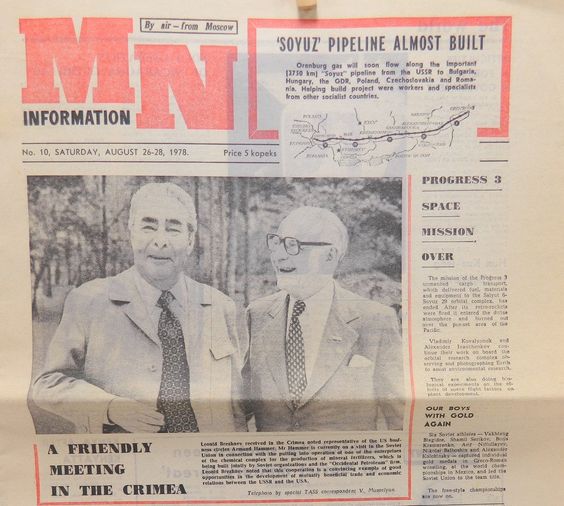 MN
INFORMATION
By air—from Moscow
'SOYUZ' PIPELINE ALMOST BUILT
Orenburg gas will soon flow along the important
(2750 km) "Soyuz" pipeline from the USSR to Bulgaria,
Hungary, the GDR, Poland, Czechoslovakia and Roma-
nia. Helping build project were workers and specialists
from other socialist countries.
No. 10, SATURDAY, AUGUST 26-28, 1978.
Price 5 kopeks
PROGRESS 3
SPACE
MISSION
OVER
The mission of the Progress 3
unmanned cargo transport,
which delivered fuel, materials
and equipment to the Salyut 6-
Soyuz 29 orbital complex, has
ended. After its retro-rockets
were fired it entered the dense
atmosphere and burned out
over the pre-set area of the
Pacific.
Vladimir Kovalyonok and
Alexander Ivanchenkov con-
tinue their work on board the
orbital research complex ob-
serving and photographing Earth
to assist environmental research.
They are also doing bio-
logical experiments on the
of
plant development.
OUR BOYS
WITH GOLD
AGAIN
Six Soviet athletes — Vakhtang
Blagidze, Shamil Serikov,
Nikolai Balboshin and Alexander
captured individual
gold medals in Greco-Roman
wrestling, at the world cham-
pionships in Mexico, and led the
Soviet Union to the team title.
The free-style championships
are now on.
A FRIENDLY
MEETING
IN THE CRIMEA
Leonid Brezhnev received in the Crimea noted representative of the US busi-
ness circles Armand Hammer. Mr Hammer is currently on a visit in the Soviet
Union in connection with the putting into operation of one of the enterprises
of the chemical complex for the production of mineral fertilizers, which is
being built jointly by Soviet organizations and the "Occidental Petroleum" firm.
Leonid Brezhnev noted that this cooperation is a convincing example of good
opportunities in the development of mutually beneficial trade and economic
relations between the USSR and the USA.
Telephoto by special TASS correspondent V. Musaelyan